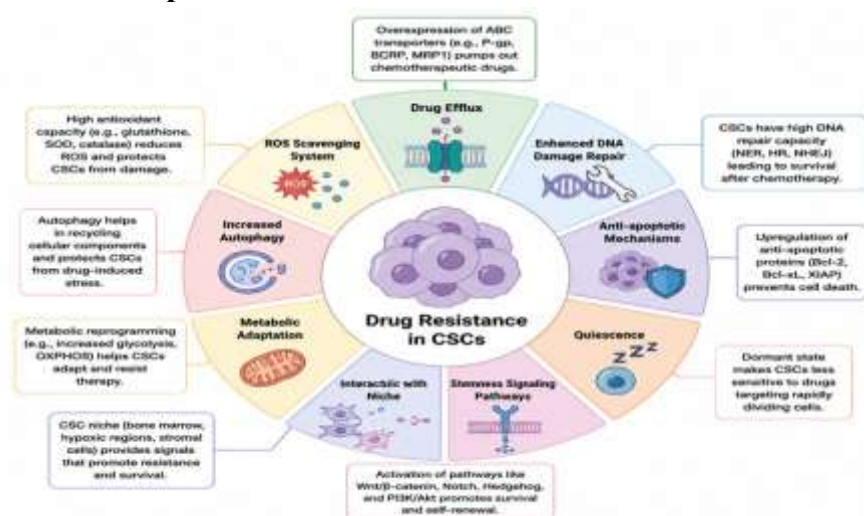 Overexpression of ABC
transporters (e.g., P-gp,
BCRP, MRP1) pumps out
chemotherapeutic drugs.
Drug Efflux
High antioxidant
capacity (e.g., glutathione,
SOD, catalase) reduces
ROS and protects
CSCs from damage.
ROS Scavenging
System
ROS
Enhanced DNA
Damage Repair
CSCs have high DNA
repair capacity
(NER, HR, NHEJ)
leading to survival
after chemotherapy.
Autophagy helps
in recycling
cellular components
and protects CSCs
from drug-induced
stress.
Increased
Autophagy
Anti-apoptotic
Mechanisms
Upregulation of
anti-apoptotic
proteins (Bcl-2,
Bcl-xL, XIAP)
prevents cell death.
Drug Resistance
in CSCs
Metabolic reprogramming
(e.g., increased glycolysis,
OXPHOS) helps CSCs
adapt and resist
therapy.
Metabolic
Adaptation
Quiescence
Z Z Z
Dormant state
makes CSCs less
sensitive to drugs
targeting rapidly
dividing cells.
CSC niche (bone marrow,
hypoxic regions, stromal
cells) provides signals
that promote resistance
and survival.
with
Niche
Stemness Signaling
Pathways
Activation of pathways like
Wnt/β-catenin, Notch, Hedgehog,
and PI3K/Akt promotes survival
and self-renewal.